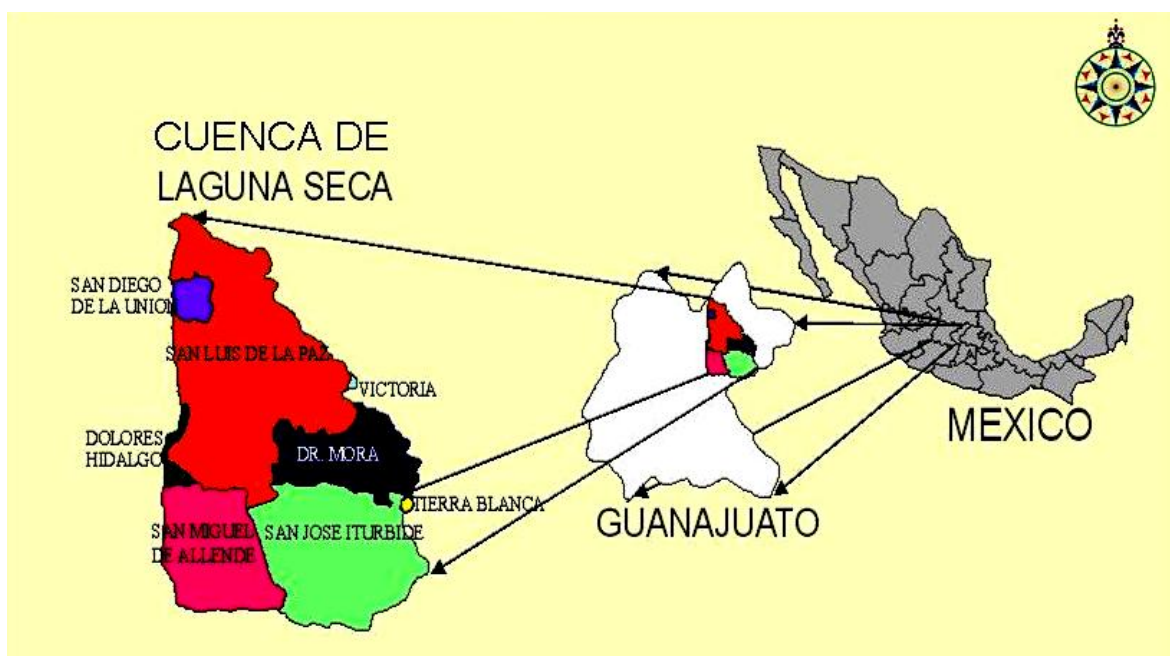 CUENCA DE
LAGUNA SECA
SAN DIEGO
DE LA UNION
SAN LUIS DE LA PAZ
VICTORIA
DOLORES
HIDALGO
DR. MORA
TIERRA BLANCA
SAN MIGUEL
DE ALLENDE
SAN JOSE ITURBIDE
GUANAJUATO
MEXICO